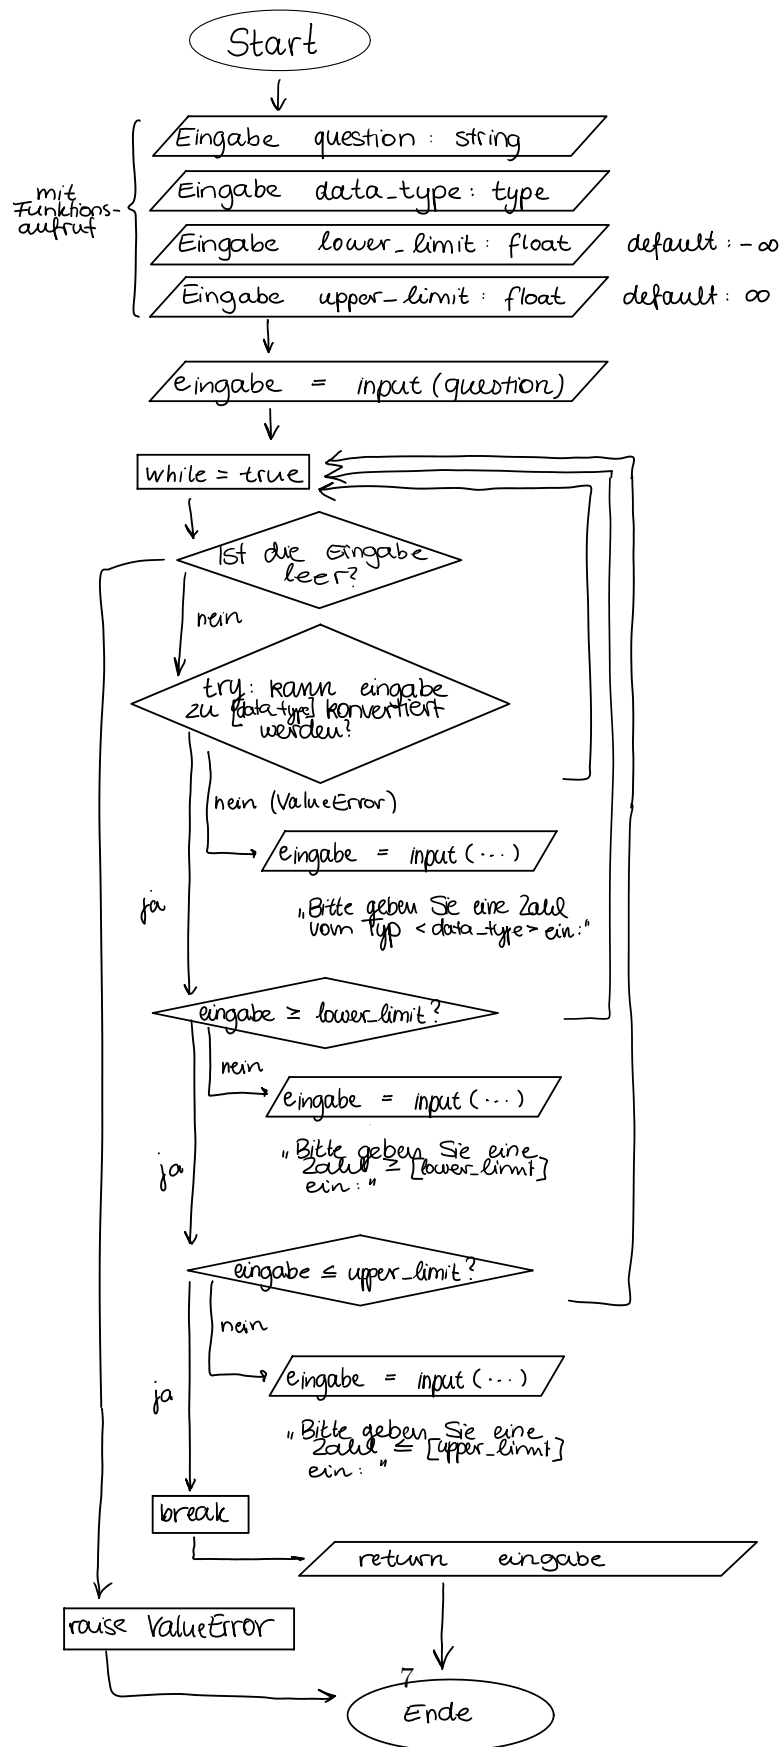 Start
Eingabe question : string
mit
Funktions-
aufruf
Eingabe data_type : type
Eingabe lower_limit : float default : -∞
Eingabe upper_limit : float default : ∞
eingabe = input (question)
while = true
Ist die Eingabe
leer?
nein
try: kann eingabe
zu [data_type] konvertiert
werden?
nein (ValueError)
eingabe = input (...)
ja
„Bitte geben Sie eine Zahl
vom Typ <data_type> ein:"
eingabe ≥ lower_limit?
nein
eingabe = input (...)
ja
„Bitte geben Sie eine
Zahl ≥ [lower_limit]
ein:"
eingabe ≤ upper_limit?
nein
eingabe = input (...)
ja
„Bitte geben Sie eine
Zahl ≤ [upper_limit]
ein: "
break
return eingabe
raise ValueError
7
Ende